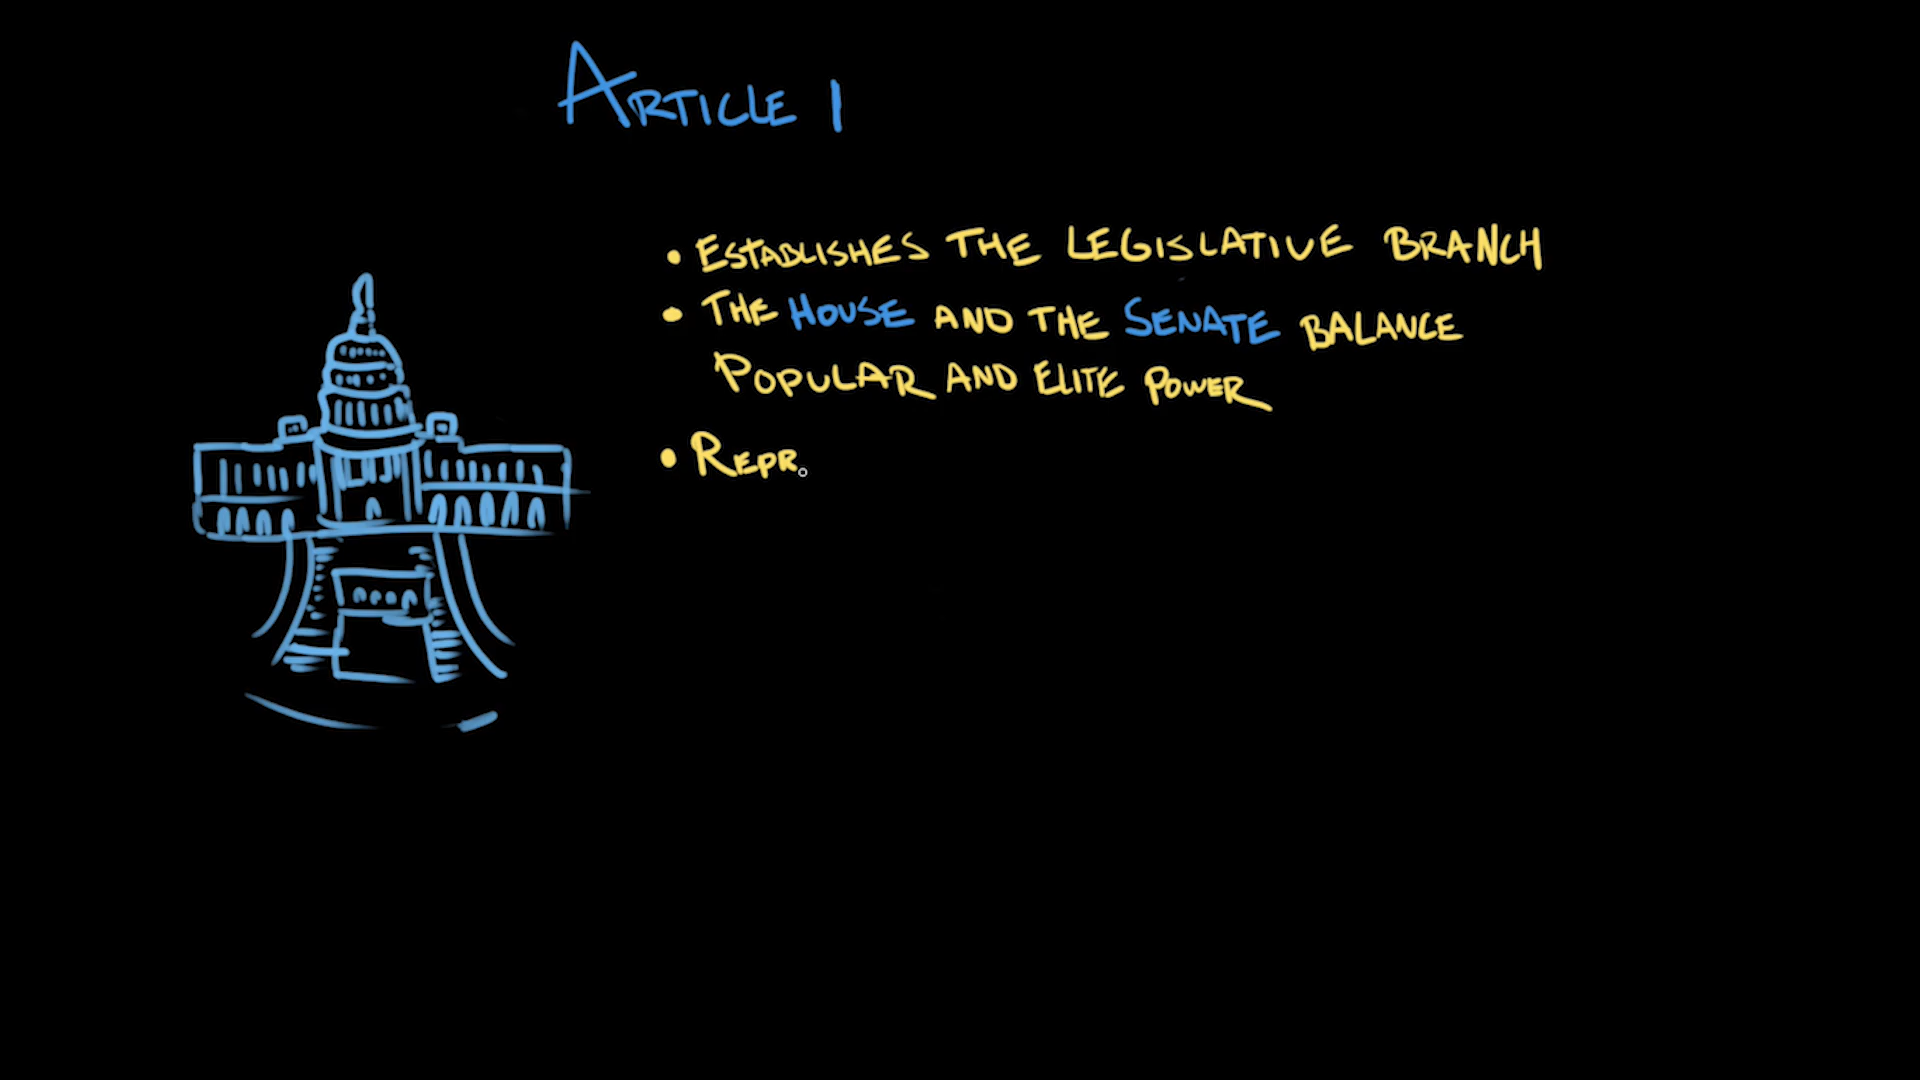 ARTICLE 1
• ESTABLISHES THE LEGISLATIVE BRANCH
• THE HOUSE AND THE SENATE BALANCE
POPULAR AND ELITE POWER
• REPR